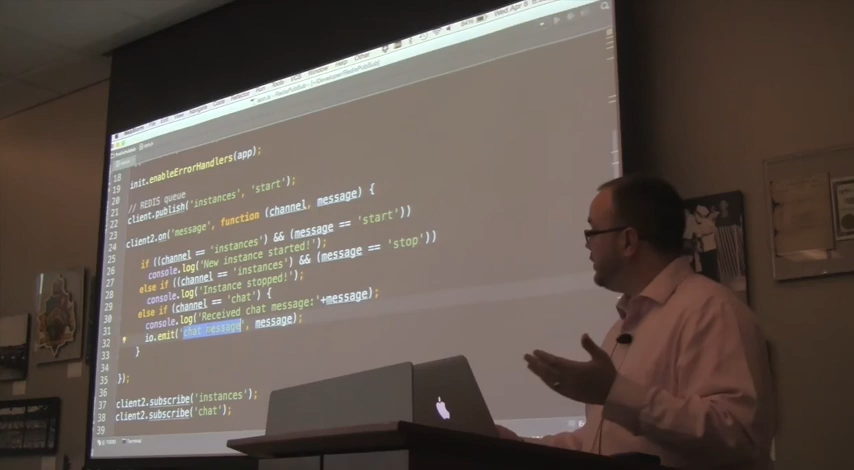 Wed Apr
18
19 init.enableErrorHandlers(app);
20
21 // REDIS queue
22 client.publish('instances', 'start');
23
24 client2.on('message', function (channel, message) {
25
26 if ((channel == 'instances') && (message == 'start'))
27 console.log('New instance started!');
28 else if ((channel == 'instances') && (message == 'stop'))
29 console.log('Instance stopped!');
30 else if (channel == 'chat') {
31 console.log('Received chat message:'+message);
32 io.emit('chat message', message);
33 }
34
35 });
36
37 client2.subscribe('instances');
38 client2.subscribe('chat');
39
Terminal